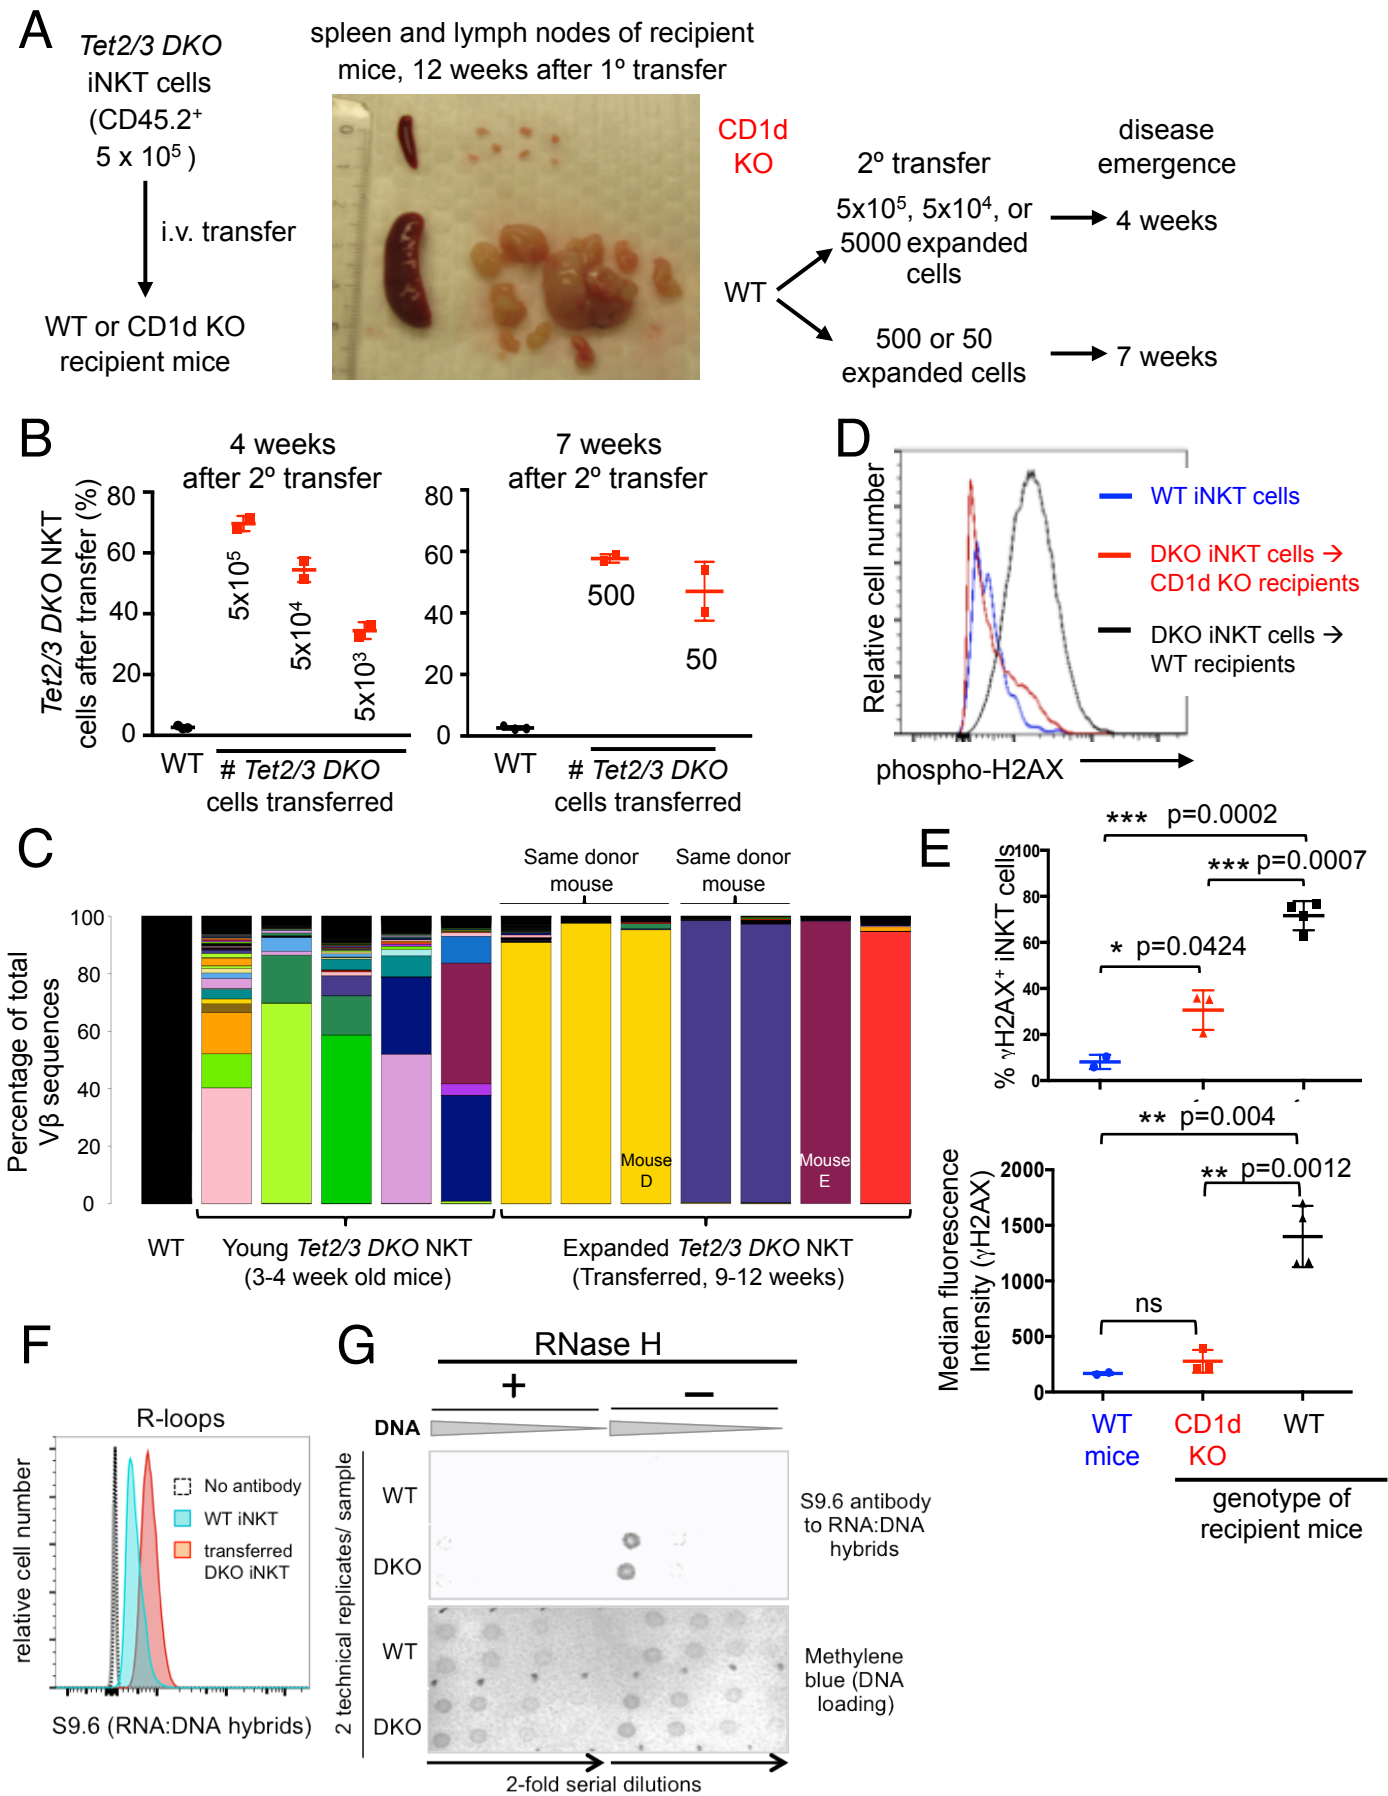 A
Tet2/3 DKO
iNKT cells
(CD45.2⁺
5 x 10⁵ )
i.v. transfer
WT or CD1d KO
recipient mice
spleen and lymph nodes of recipient
mice, 12 weeks after 1º transfer
CD1d
KO
WT
2º transfer
5x10⁵, 5x10⁴, or
5000 expanded
cells
500 or 50
expanded cells
disease
emergence
4 weeks
7 weeks
B
Tet2/3 DKO NKT
cells after transfer (%)
4 weeks
after 2º transfer
80
60
40
20
0
5x10⁵
5x10⁴
5x10³
WT
# Tet2/3 DKO
cells transferred
7 weeks
after 2º transfer
80
60
40
20
0
500
50
WT
# Tet2/3 DKO
cells transferred
D
Relative cell number
phospho-H2AX
WT iNKT cells
DKO iNKT cells →
CD1d KO recipients
DKO iNKT cells →
WT recipients
C
Percentage of total
Vβ sequences
100
80
60
40
20
0
Same donor
mouse
Same donor
mouse
Mouse
D
Mouse
E
WT
Young Tet2/3 DKO NKT
(3-4 week old mice)
Expanded Tet2/3 DKO NKT
(Transferred, 9-12 weeks)
E
% γH2AX⁺ iNKT cells
100
80
60
40
20
0
*** p=0.0002
*** p=0.0007
* p=0.0424
Median fluorescence
Intensity (γH2AX)
2000
1500
1000
500
0
** p=0.004
** p=0.0012
ns
WT
mice
CD1d
KO
WT
genotype of
recipient mice
F
R-loops
relative cell number
No antibody
WT iNKT
transferred
DKO iNKT
S9.6 (RNA:DNA hybrids)
G
RNase H
+
−
DNA
2 technical replicates/ sample
WT
DKO
WT
DKO
S9.6 antibody
to RNA:DNA
hybrids
Methylene
blue (DNA
loading)
2-fold serial dilutions